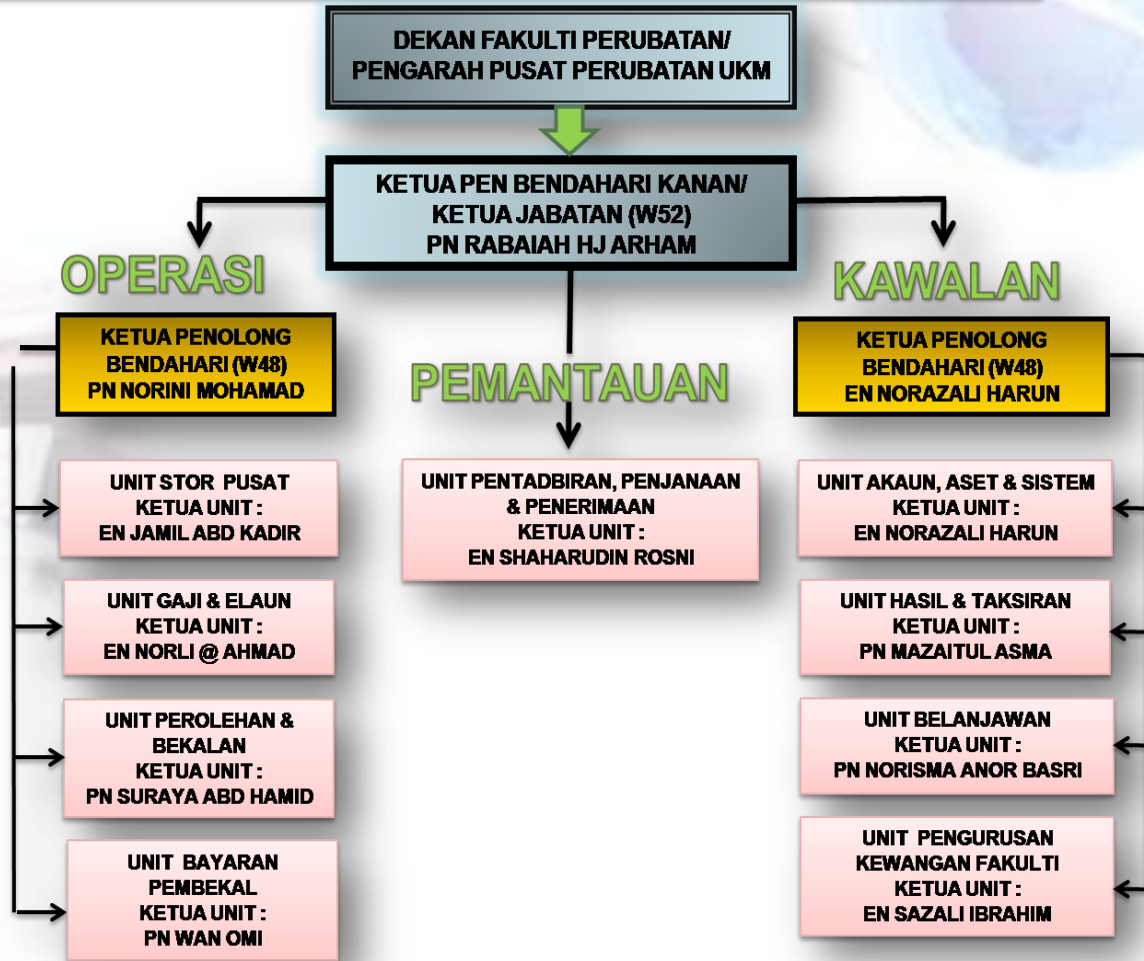 DEKAN FAKULTI PERUBATAN/
PENGARAH PUSAT PERUBATAN UKM
KETUA PEN BENDAHARI KANAN/
KETUA JABATAN (W52)
PN RABAIAH HJ ARHAM
OPERASI
KETUA PENOLONG
BENDAHARI (W48)
PN NORINI MOHAMAD
UNIT STOR PUSAT
KETUA UNIT :
EN JAMIL ABD KADIR
UNIT GAJI & ELAUN
KETUA UNIT :
EN NORLI @ AHMAD
UNIT PEROLEHAN &
BEKALAN
KETUA UNIT :
PN SURAYA ABD HAMID
UNIT BAYARAN
PEMBEKAL
KETUA UNIT :
PN WAN OMI
PEMANTAUAN
UNIT PENTADBIRAN, PENJANAAN
& PENERIMAAN
KETUA UNIT :
EN SHAHARUDIN ROSNI
KAWALAN
KETUA PENOLONG
BENDAHARI (W48)
EN NORAZALI HARUN
UNIT AKAUN, ASET & SISTEM
KETUA UNIT :
EN NORAZALI HARUN
UNIT HASIL & TAKSIRAN
KETUA UNIT :
PN MAZAITUL ASMA
UNIT BELANJAWAN
KETUA UNIT :
PN NORISMA ANOR BASRI
UNIT PENGURUSAN
KEWANGAN FAKULTI
KETUA UNIT :
EN SAZALI IBRAHIM